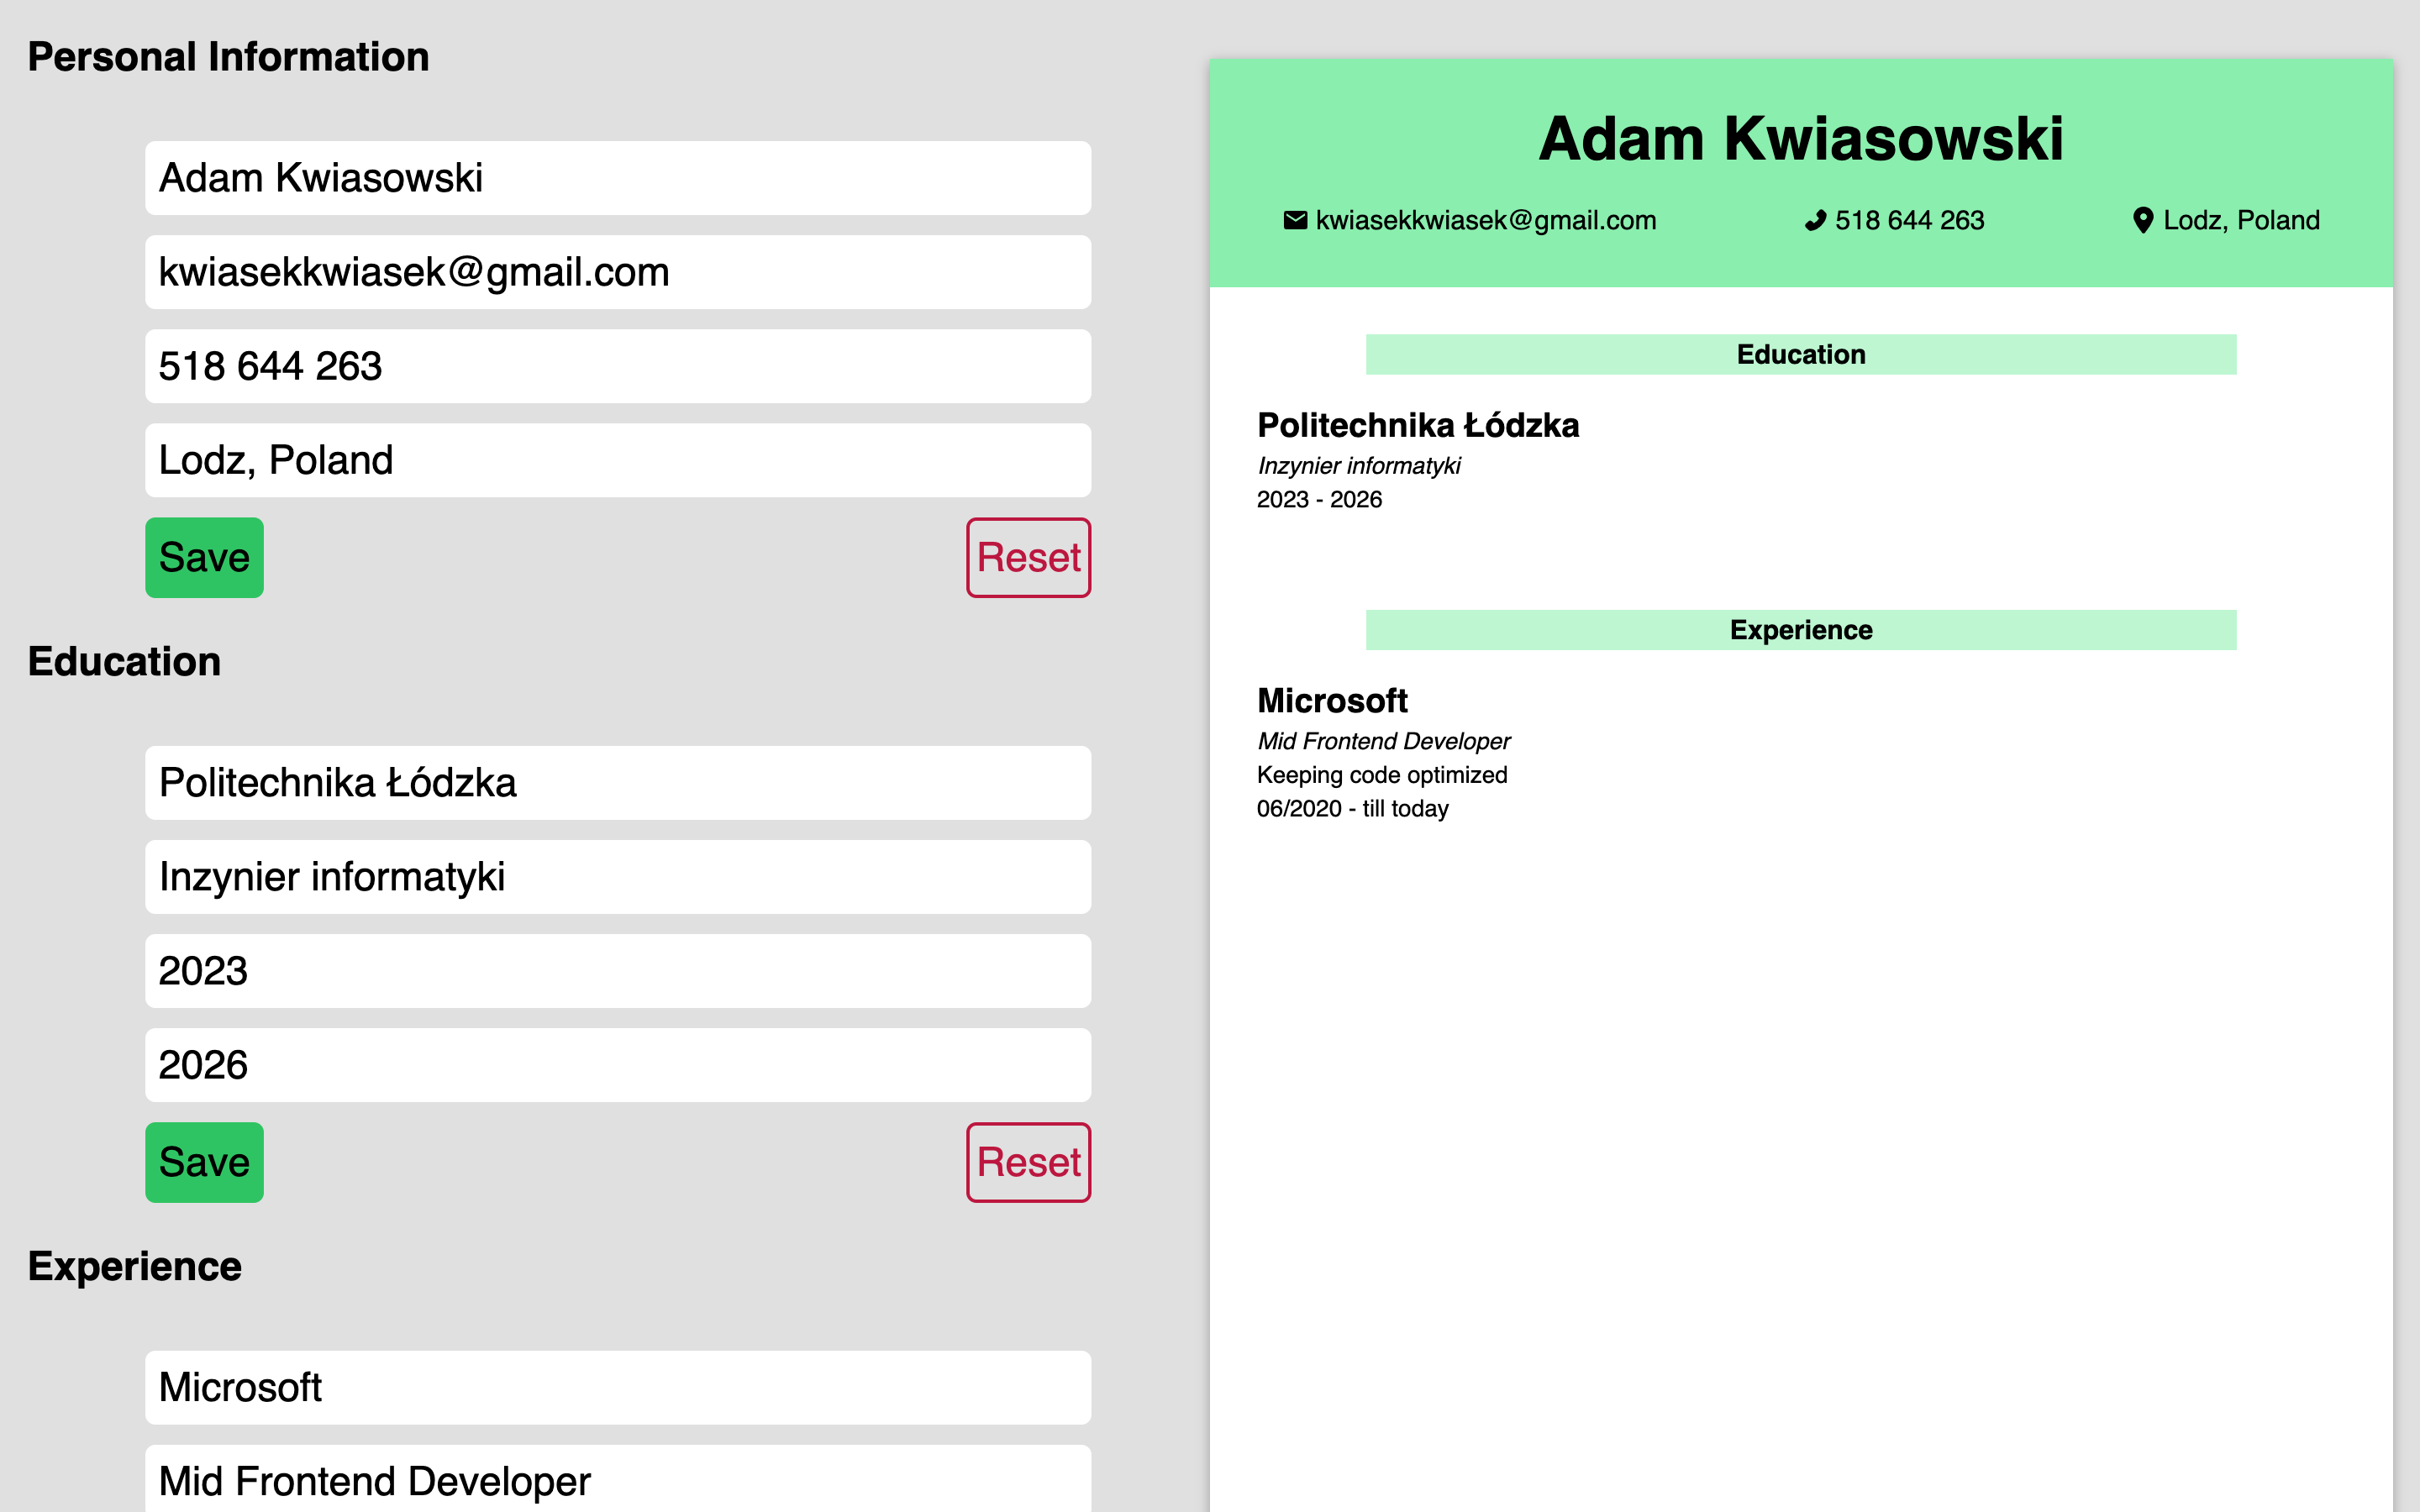 Personal Information
Adam Kwiasowski
kwiasekkwiasek@gmail.com
518 644 263
Lodz, Poland
Save
Reset
Education
Politechnika Łódzka
Inzynier informatyki
2023
2026
Save
Reset
Experience
Microsoft
Mid Frontend Developer
Adam Kwiasowski
kwiasekkwiasek@gmail.com
518 644 263
Lodz, Poland
Education
Politechnika Łódzka
Inzynier informatyki
2023 - 2026
Experience
Microsoft
Mid Frontend Developer
Keeping code optimized
06/2020 - till today